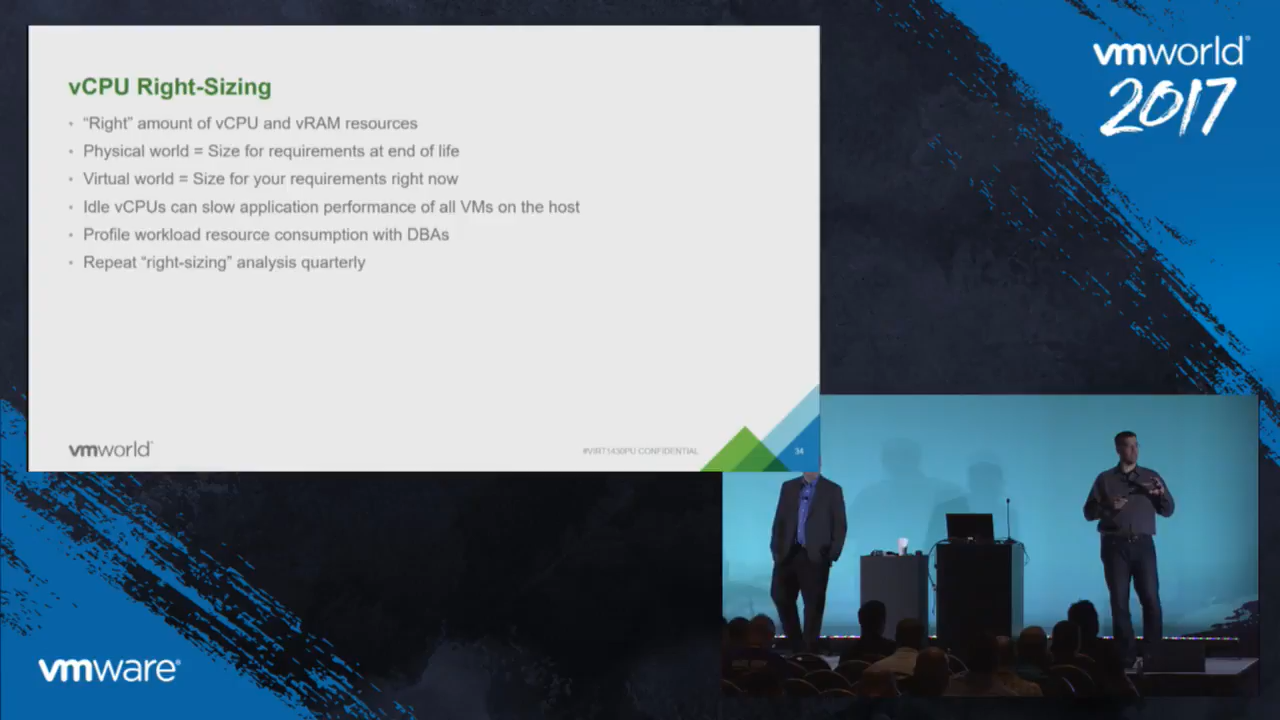 vCPU Right-Sizing
• "Right" amount of vCPU and vRAM resources
• Physical world = Size for requirements at end of life
• Virtual world = Size for your requirements right now
• Idle vCPUs can slow application performance of all VMs on the host
• Profile workload resource consumption with DBAs
• Repeat "right-sizing" analysis quarterly
vmworld®
#VIRT1430PU CONFIDENTIAL
34
vmworld®
2017
vmware®